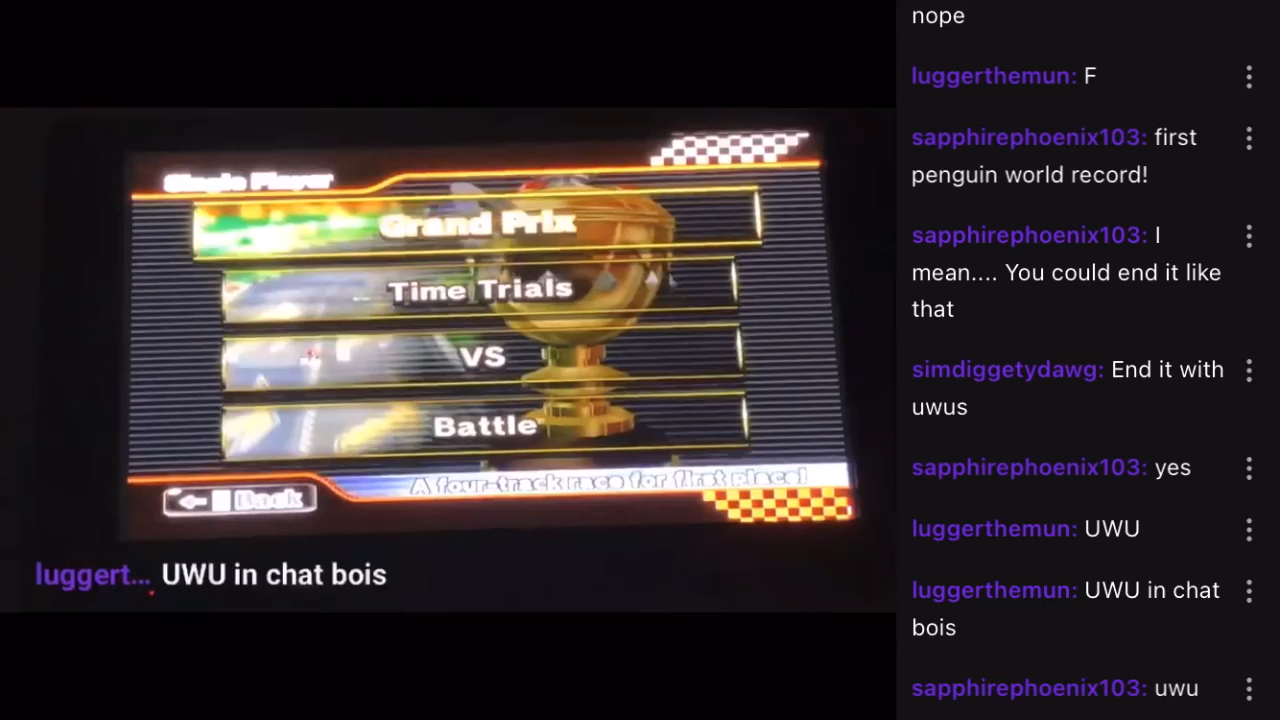 Single Player
Grand Prix
Time Trials
VS
Battle
A four-track race for first place!
Back
luggert... UWU in chat bois
nope
luggerthemun: F
sapphirephoenix103: first
penguin world record!
sapphirephoenix103: I
mean.... You could end it like
that
simdiggetydawg: End it with
uwus
sapphirephoenix103: yes
luggerthemun: UWU
luggerthemun: UWU in chat
bois
sapphirephoenix103: uwu